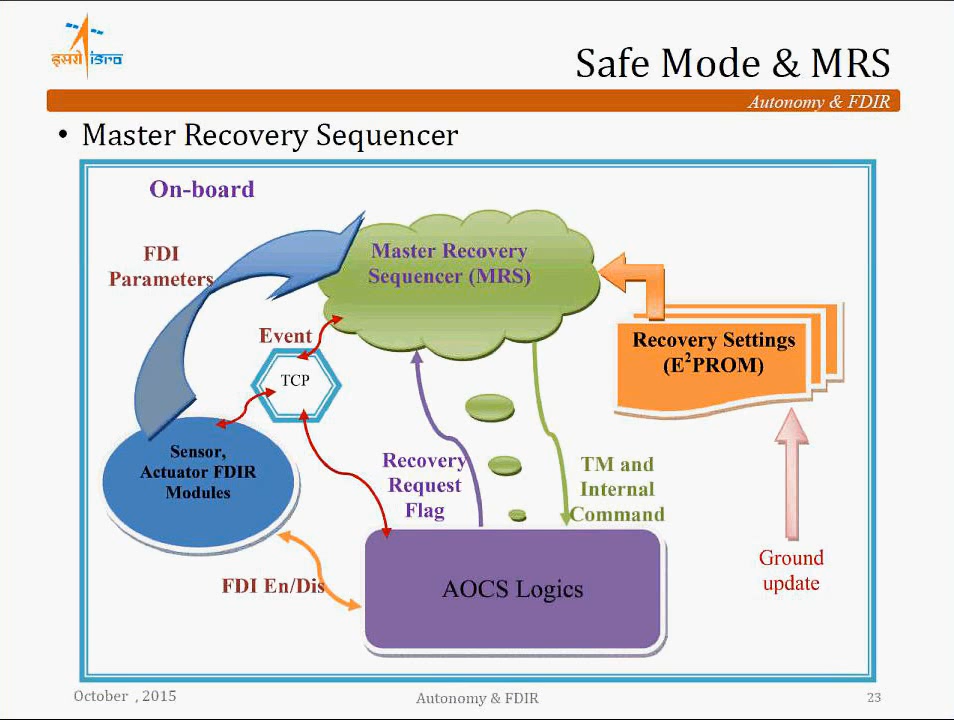 इसरो isro
Safe Mode & MRS
Autonomy & FDIR
• Master Recovery Sequencer
On-board
FDI
Parameters
Master Recovery
Sequencer (MRS)
Event
TCP
Recovery Settings
(E²PROM)
Sensor,
Actuator FDIR
Modules
Recovery
Request
Flag
TM and
Internal
Command
Ground
update
FDI En/Dis
AOCS Logics
October , 2015
Autonomy & FDIR
23